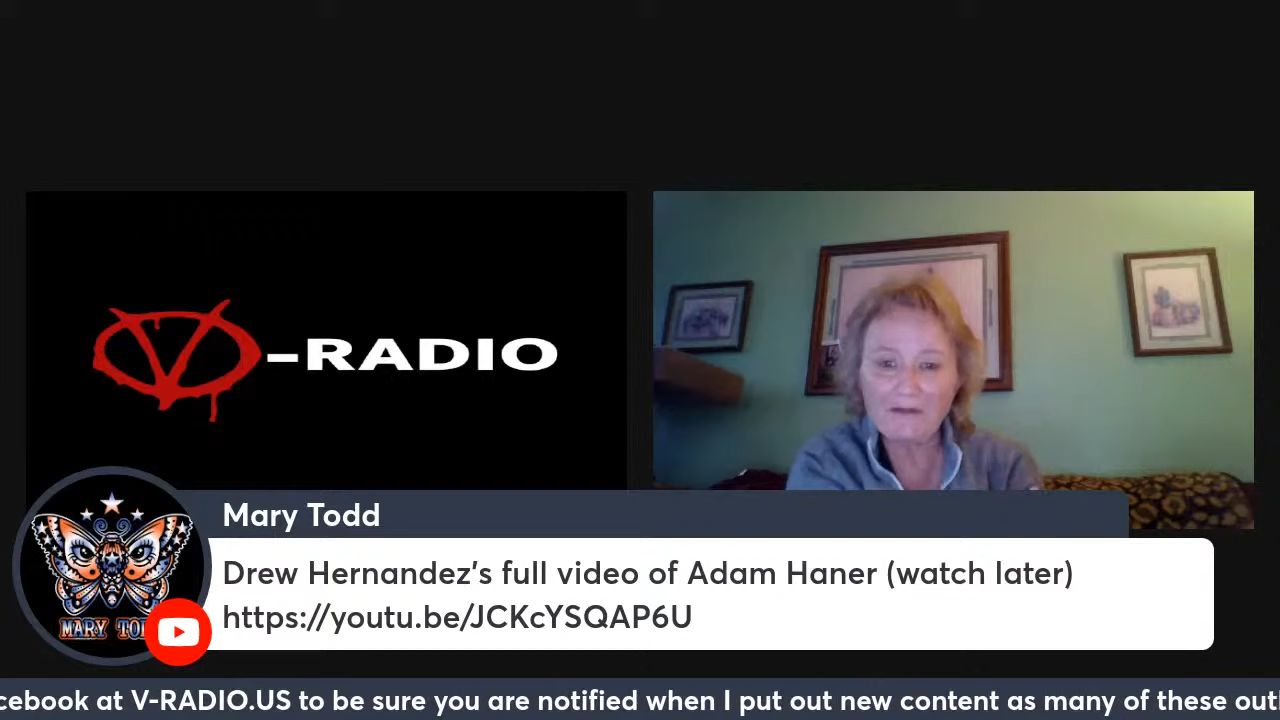 V-RADIO
Mary Todd
Drew Hernandez's full video of Adam Haner (watch later)
https://youtu.be/JCKcYSQAP6U
MARY TO
cebook at V-RADIO.US to be sure you are notified when I put out new content as many of these out